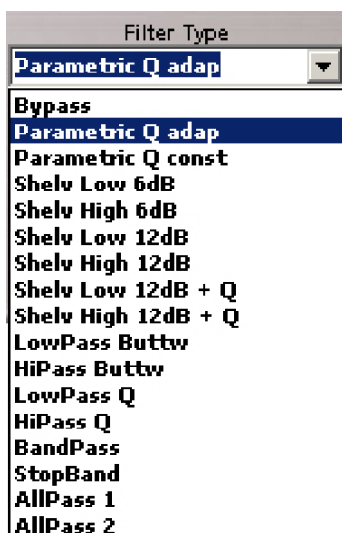 Filter Type
Parametric Q adap
Bypass
Parametric Q adap
Parametric Q const
Shelv Low 6dB
Shelv High 6dB
Shelv Low 12dB
Shelv High 12dB
Shelv Low 12dB + Q
Shelv High 12dB + Q
LowPass Buttw
HiPass Buttw
LowPass Q
HiPass Q
BandPass
StopBand
AllPass 1
AllPass 2